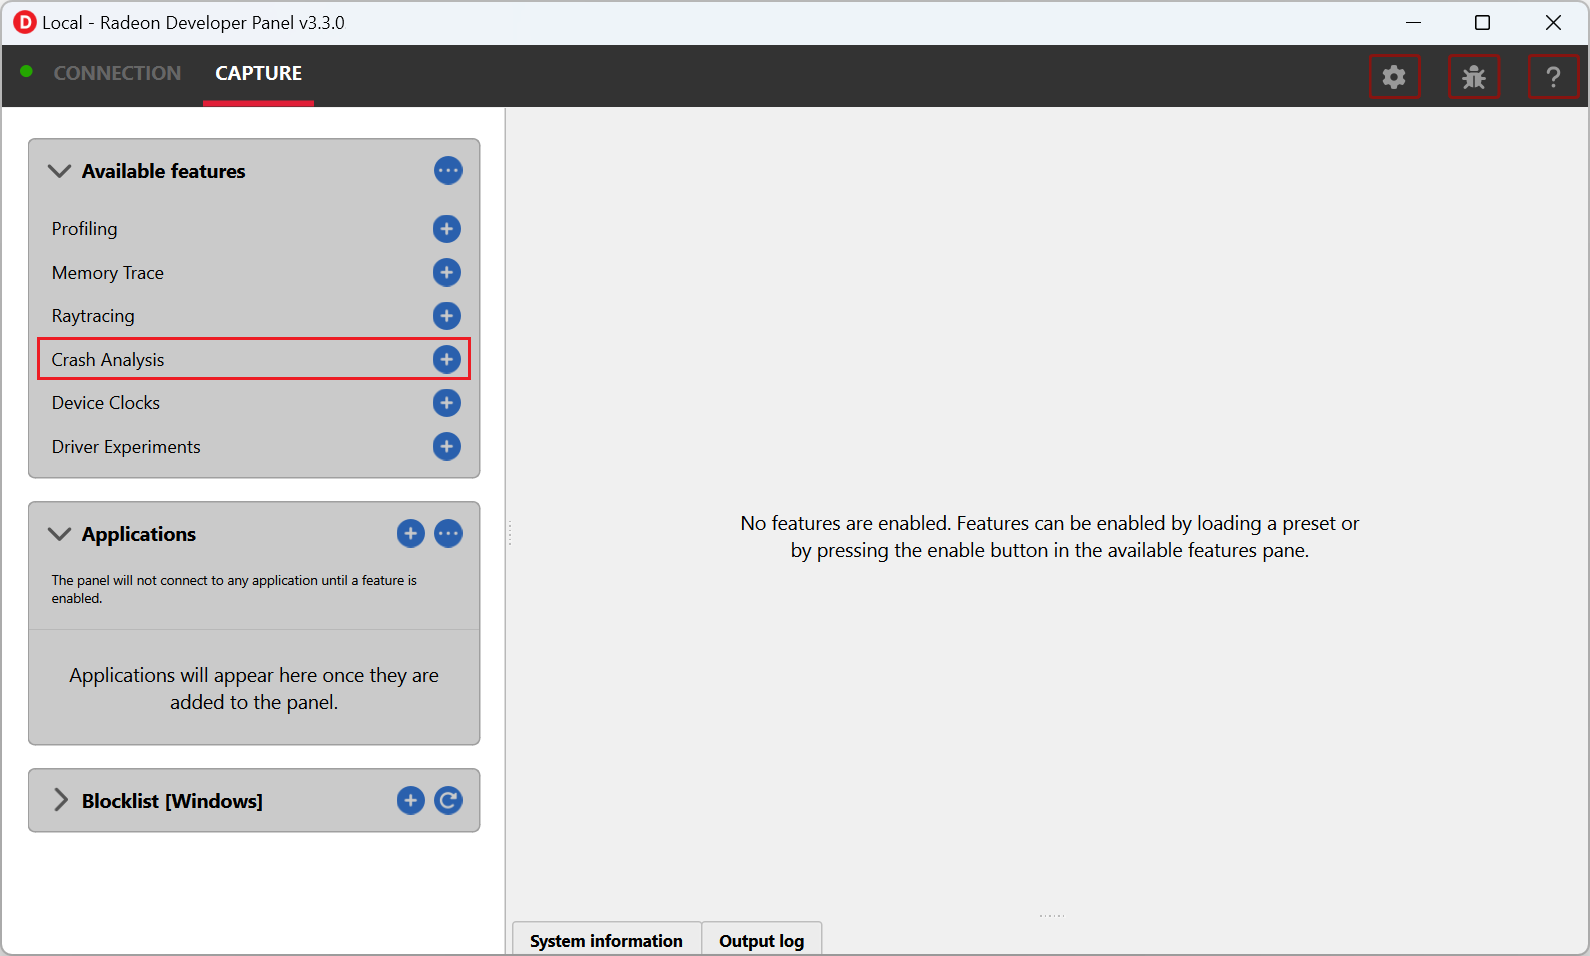 Local - Radeon Developer Panel v3.3.0
CONNECTION
CAPTURE
?
Available features
Profiling
Memory Trace
Raytracing
Crash Analysis
Device Clocks
Driver Experiments
Applications
The panel will not connect to any application until a feature is
enabled.
Applications will appear here once they are
added to the panel.
Blocklist [Windows]
No features are enabled. Features can be enabled by loading a preset or
by pressing the enable button in the available features pane.
System information
Output log